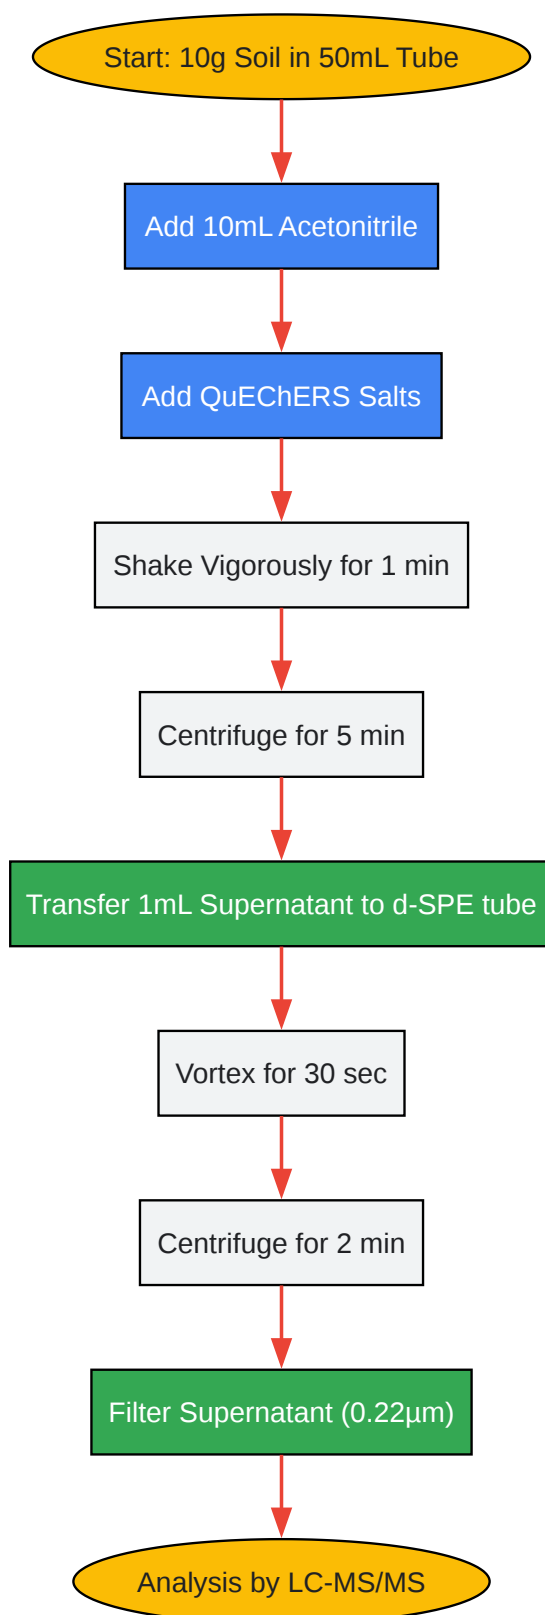 Start: 10g Soil in 50mL Tube
Add 10mL Acetonitrile
Add QuEChERS Salts
Shake Vigorously for 1 min
Centrifuge for 5 min
Transfer 1mL Supernatant to d-SPE tube
Vortex for 30 sec
Centrifuge for 2 min
Filter Supernatant (0.22µm)
Analysis by LC-MS/MS